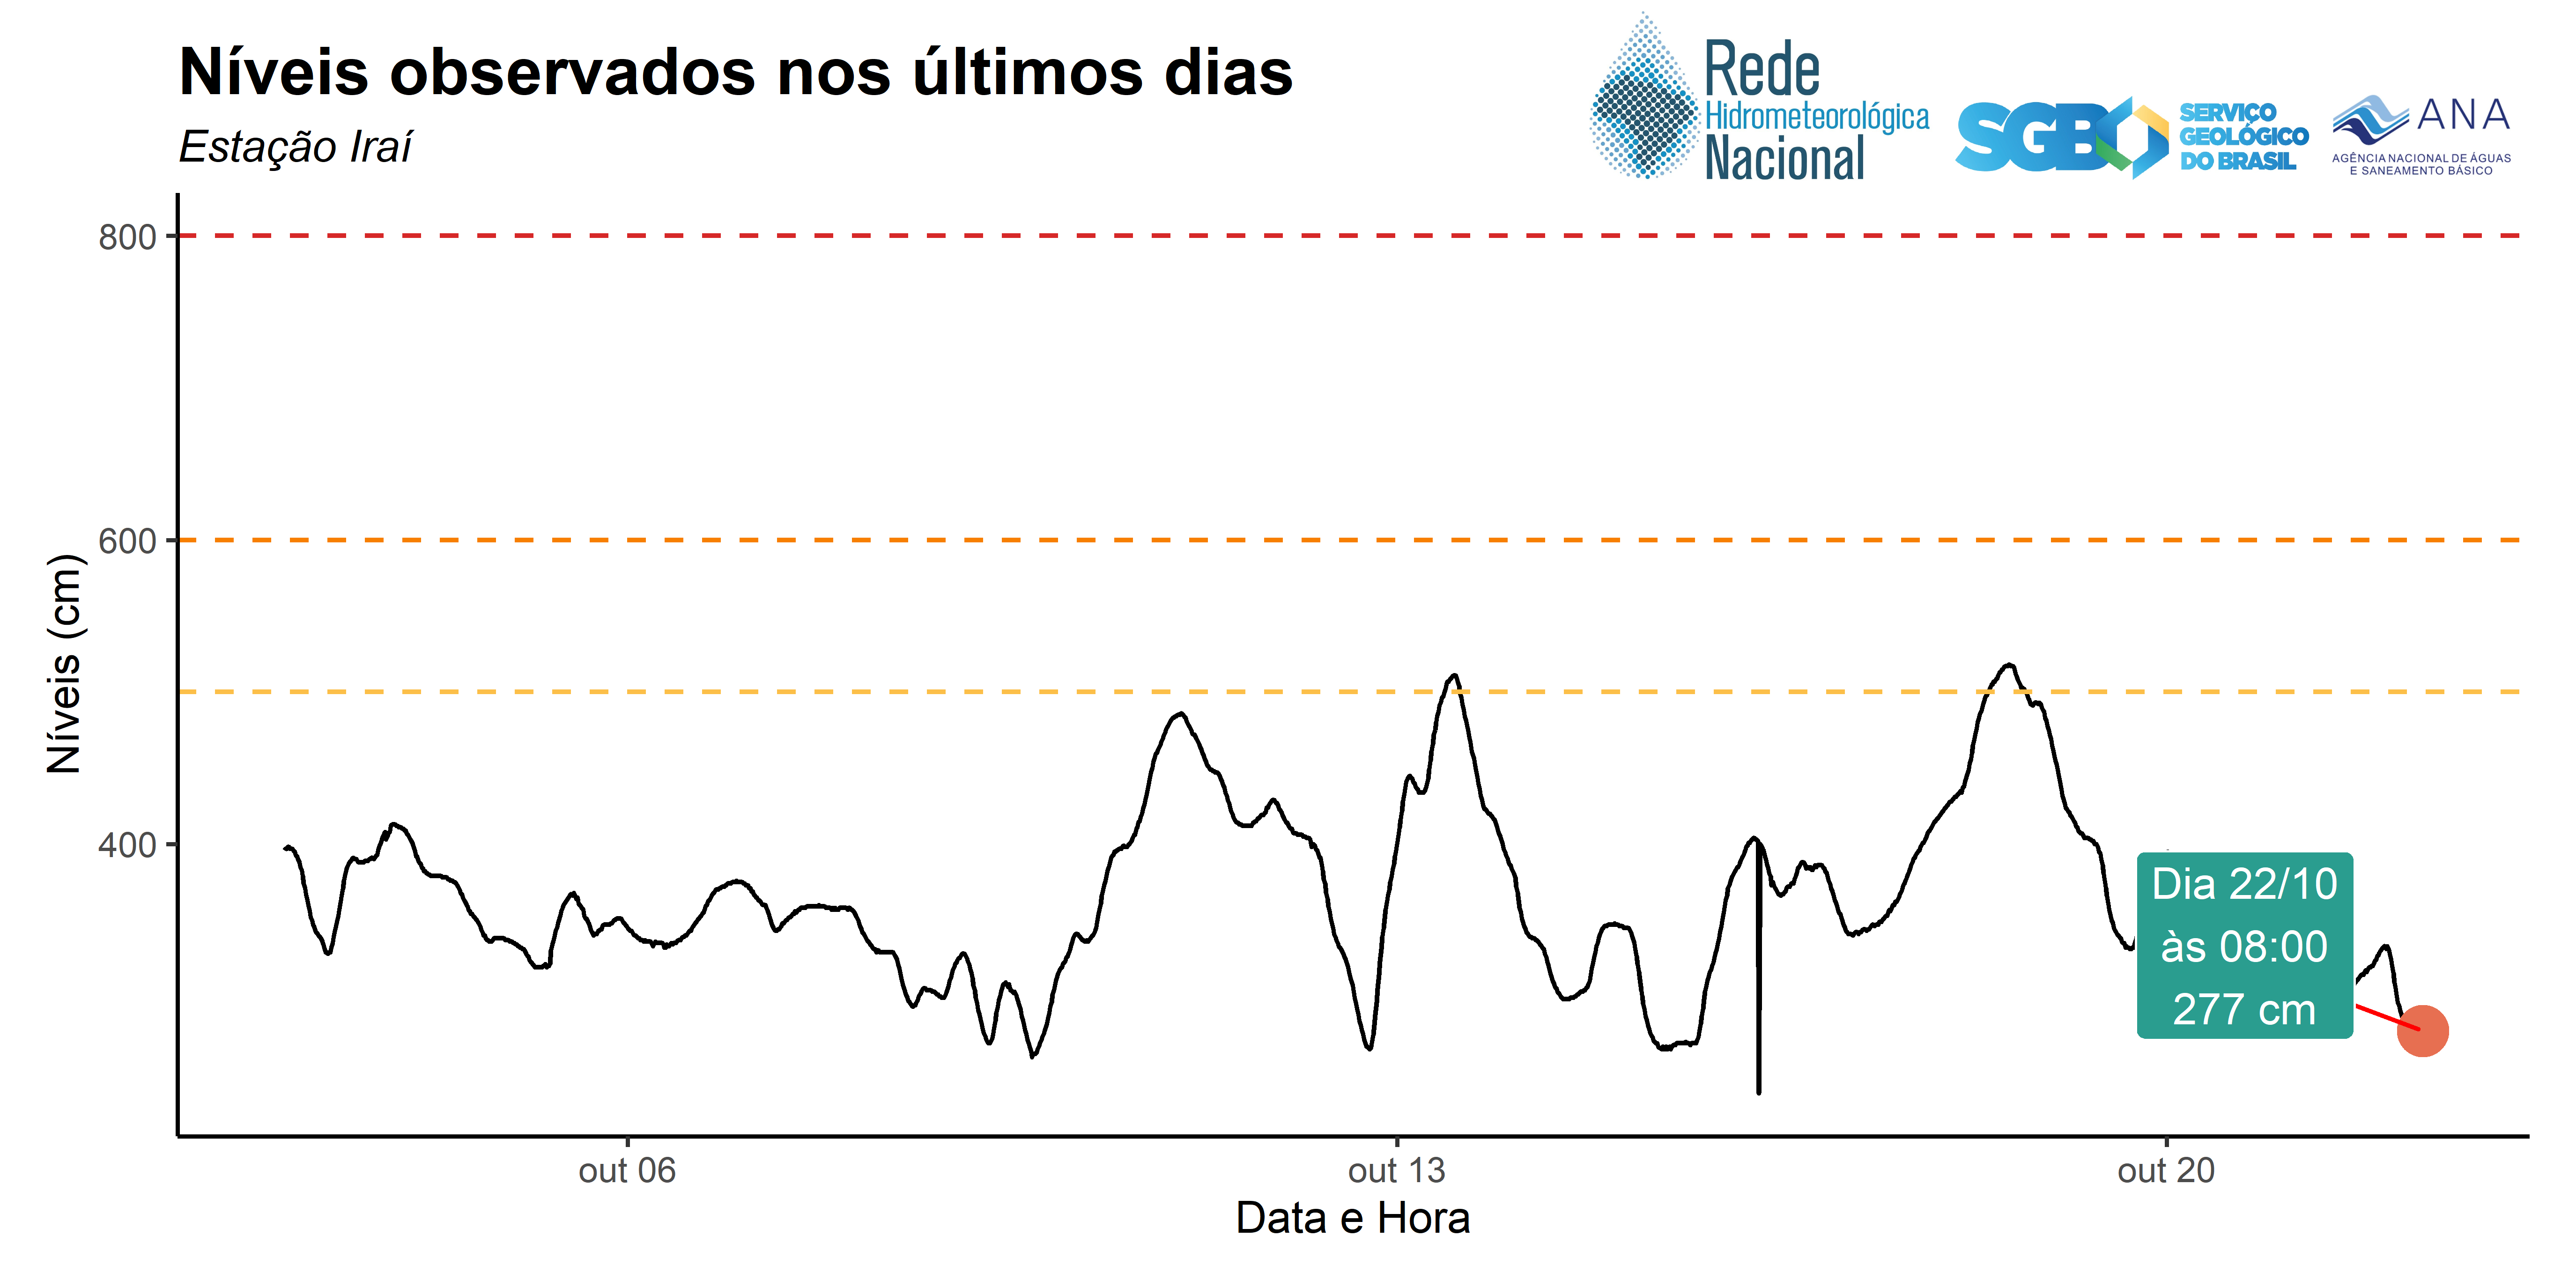 Níveis observados nos últimos dias
Estação Iraí
Rede
Hidrometeorológica
Nacional
SGB
SERVIÇO
GEOLÓGICO
DO BRASIL
ANA
AGÊNCIA NACIONAL DE ÁGUAS
E SANEAMENTO BÁSICO
800
600
400
Níveis (cm)
Dia 22/10
às 08:00
277 cm
out 06
out 13
out 20
Data e Hora